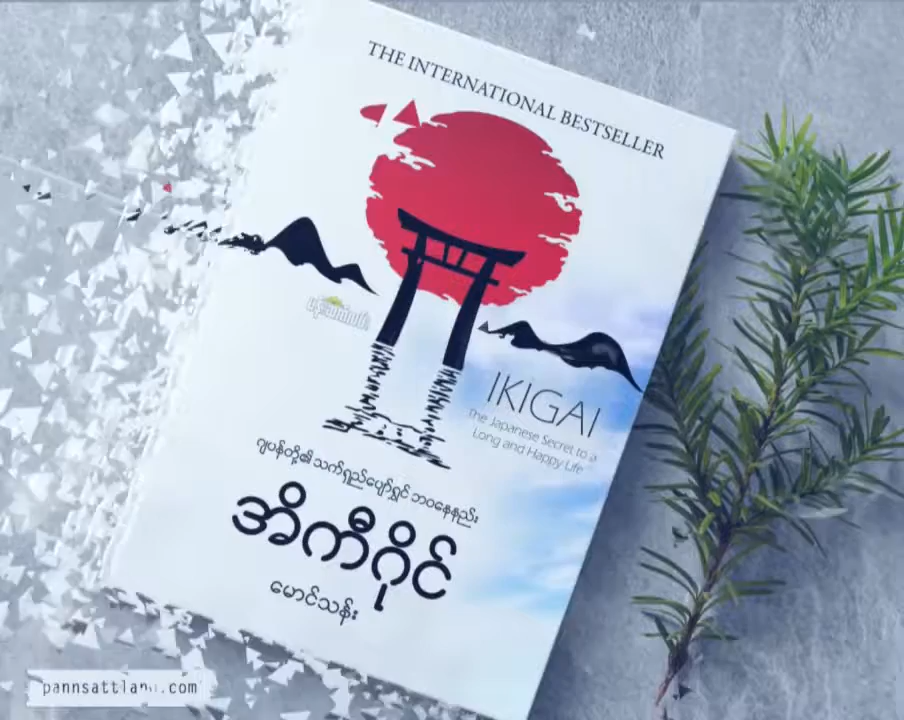 THE INTERNATIONAL BESTSELLER
IKIGAI
The Japanese Secret to a
Long and Happy Life
ဂျပန်တို့၏သက်ရှည်ပျော်ရွှင် ဘဝနေနည်း
အိကီဂိုင်
မောင်သန်း